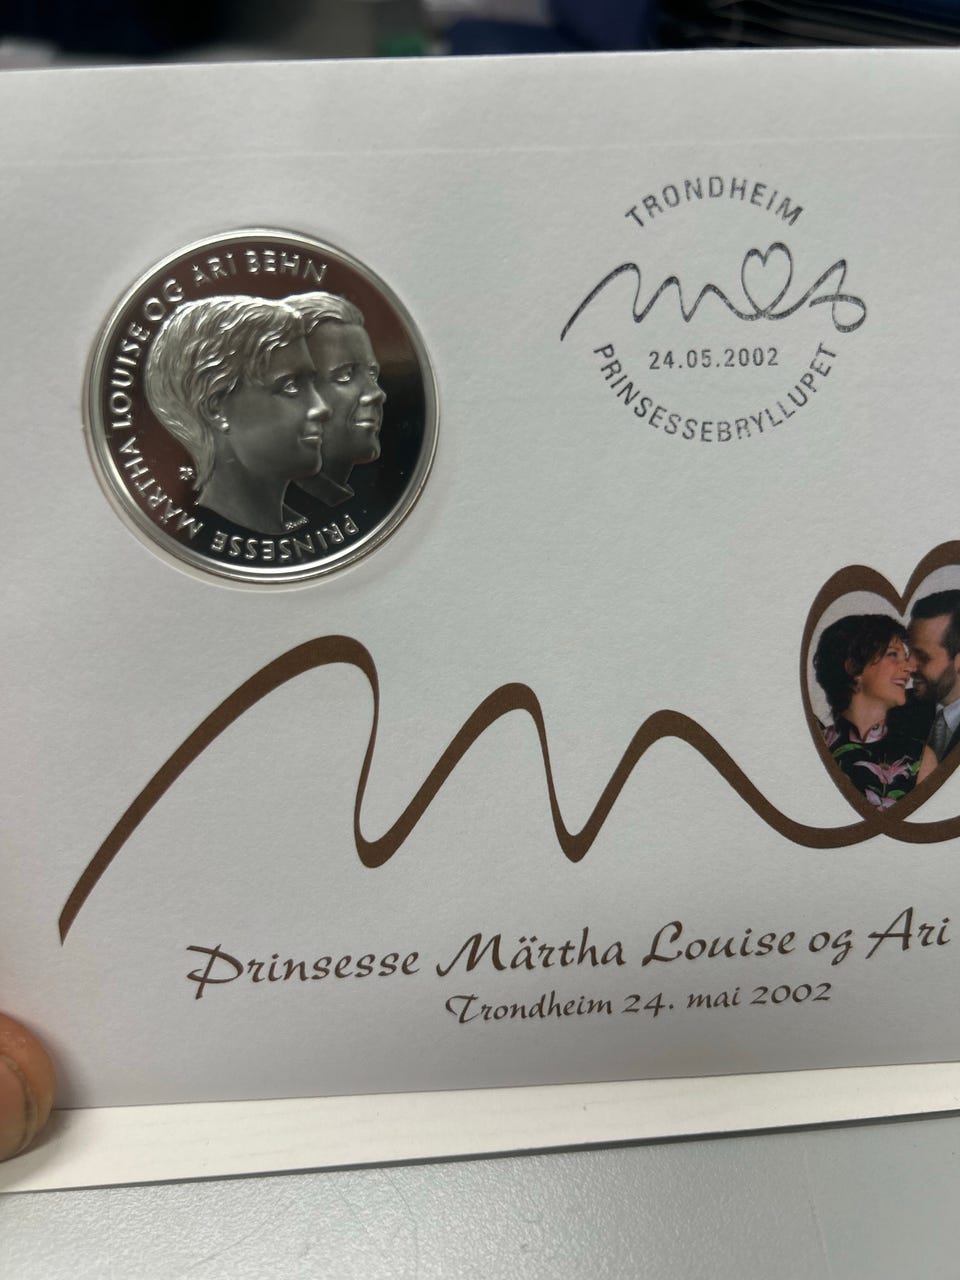 PRINSESSE MÄRTHA LOUISE OG ARI BEHN
TRONDHEIM
24.05.2002
PRINSESSEBRYLLUPET
Prinsesse Märtha Louise og Ari
Trondheim 24. mai 2002